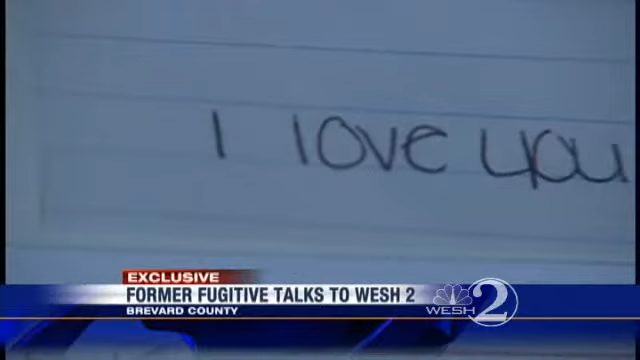 I love you
EXCLUSIVE
FORMER FUGITIVE TALKS TO WESH 2
BREVARD COUNTY
WESH 2